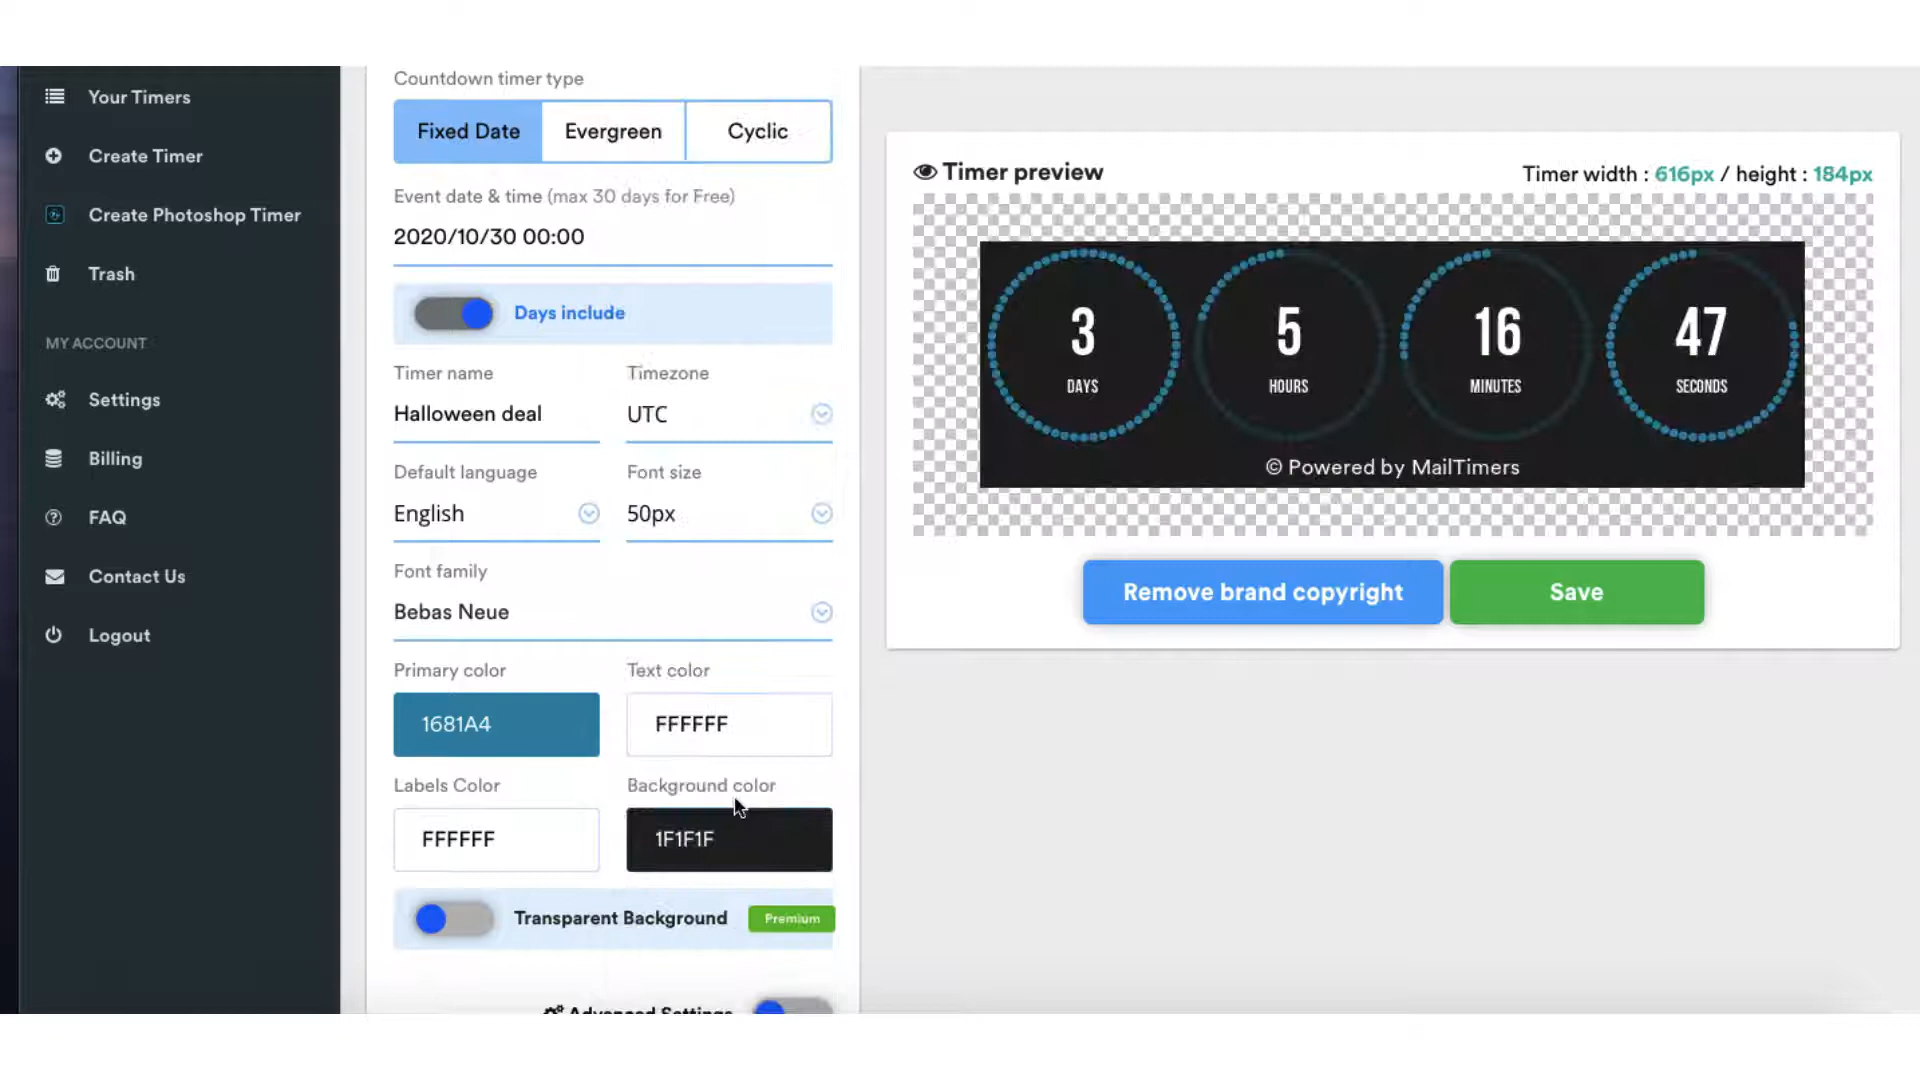 Your Timers
Create Timer
Create Photoshop Timer
Trash
MY ACCOUNT
Settings
Billing
FAQ
Contact Us
Logout
Countdown timer type
Fixed Date
Evergreen
Cyclic
Event date & time (max 30 days for Free)
2020/10/30 00:00
Days include
Timer name
Timezone
Halloween deal
UTC
Default language
Font size
English
50px
Font family
Bebas Neue
Primary color
Text color
1681A4
FFFFFF
Labels Color
Background color
FFFFFF
1F1F1F
Transparent Background
Premium
Advanced Settings
Timer preview
Timer width : 616px / height : 184px
3
5
16
47
DAYS
HOURS
MINUTES
SECONDS
© Powered by MailTimers
Remove brand copyright
Save